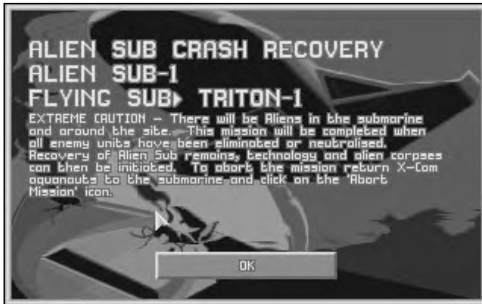 ALIEN SUB CRASH RECOVERY
ALIEN SUB-1
FLYING SUB▸ TRITON-1
EXTREME CAUTION – There will be Aliens in the submarine
and around the site. This mission will be completed when
all enemy units have been eliminated or neutralised.
Recovery of Alien Sub remains, technology and alien corpses
can then be initiated. To abort the mission return X-Com
aquanauts to the submarine and click on the 'Abort
Mission' icon.
OK